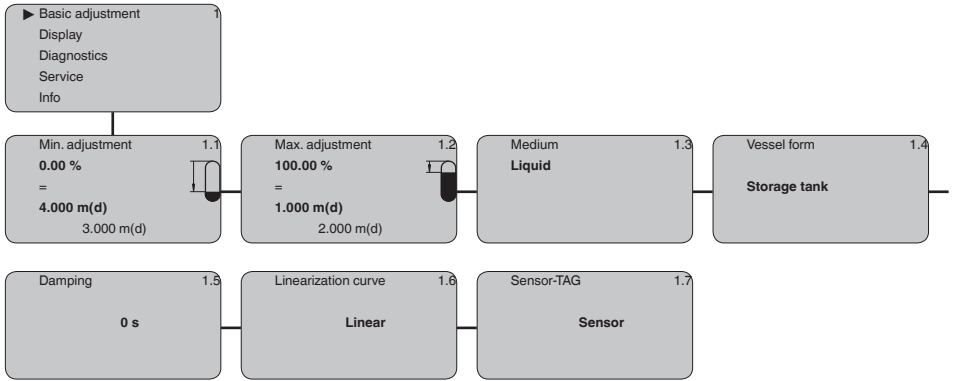 ▶ Basic adjustment 1
Display
Diagnostics
Service
Info
Min. adjustment 1.1
0.00 %
=
4.000 m(d)
3.000 m(d)
Max. adjustment 1.2
100.00 %
=
1.000 m(d)
2.000 m(d)
Medium 1.3
Liquid
Vessel form 1.4
Storage tank
Damping 1.5
0 s
Linearization curve 1.6
Linear
Sensor-TAG 1.7
Sensor